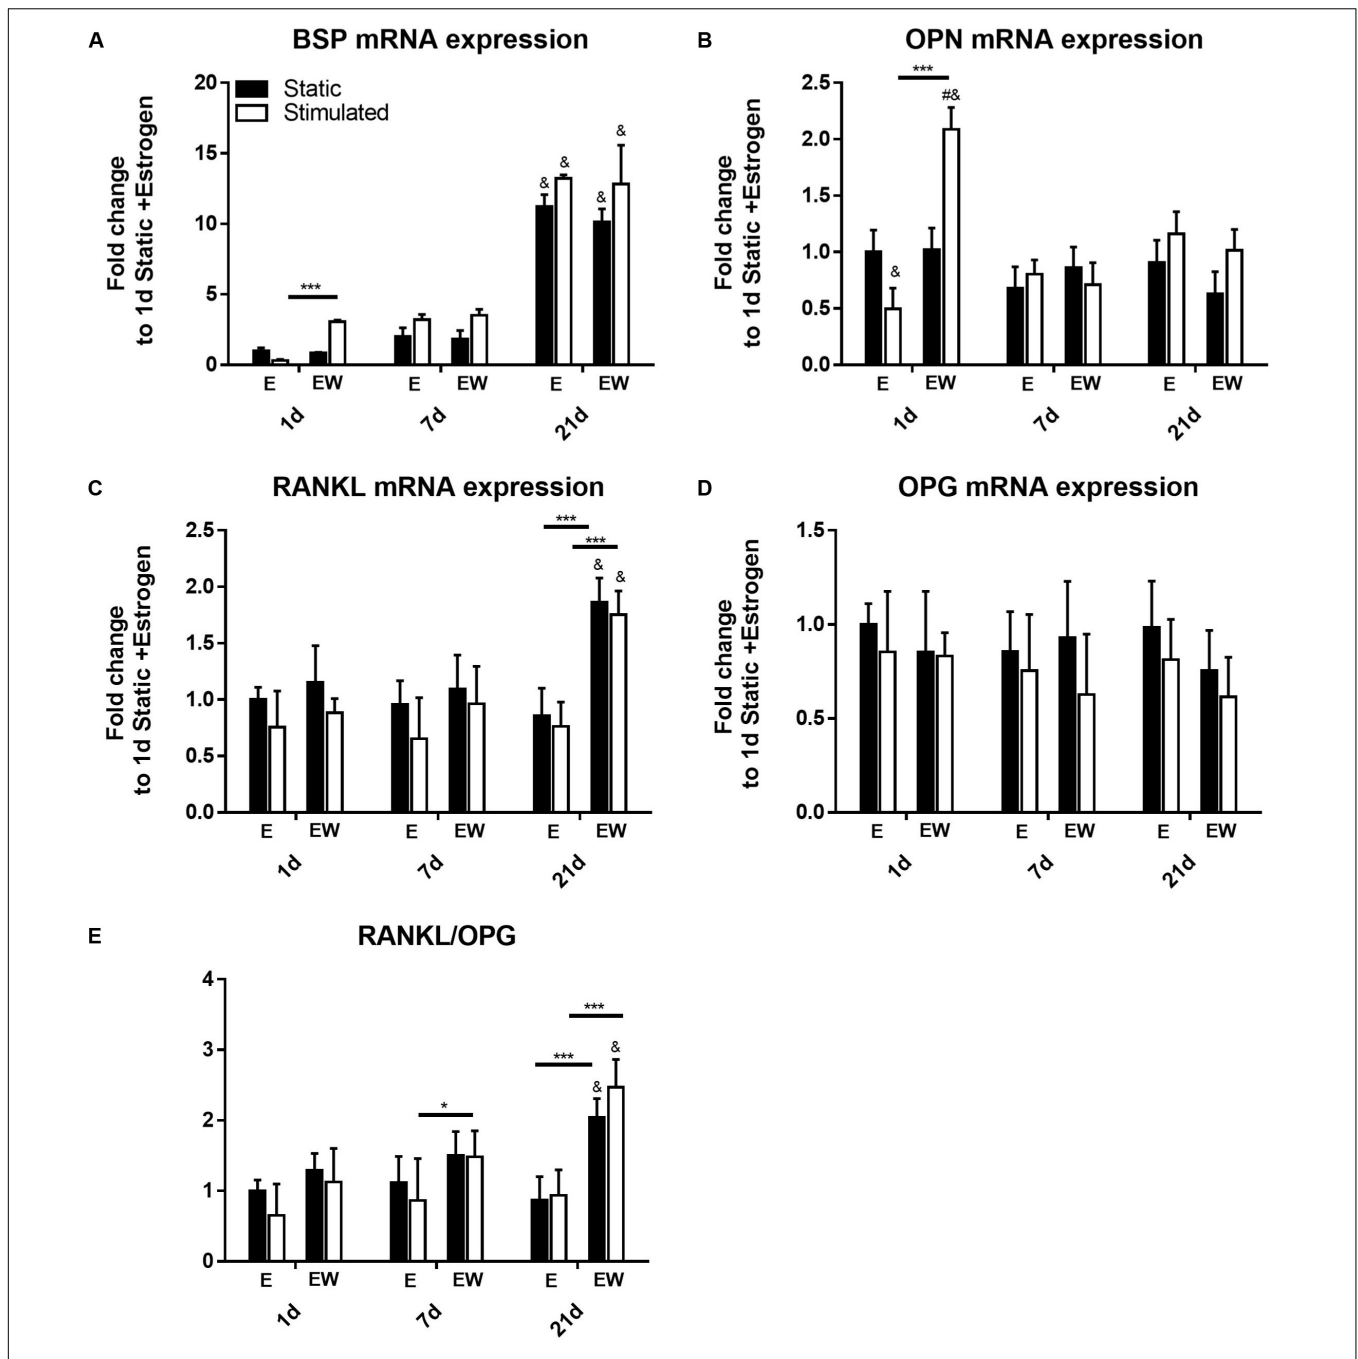 A
BSP mRNA expression
Fold change
to 1d Static +Estrogen
20
15
10
5
0
Static
Stimulated
***
&
&
&
&
E EW E EW E EW
1d 7d 21d
B
OPN mRNA expression
Fold change
to 1d Static +Estrogen
2.5
2.0
1.5
1.0
0.5
0.0
***
#&
&
E EW E EW E EW
1d 7d 21d
C
RANKL mRNA expression
Fold change
to 1d Static +Estrogen
2.5
2.0
1.5
1.0
0.5
0.0
***
***
&
&
E EW E EW E EW
1d 7d 21d
D
OPG mRNA expression
Fold change
to 1d Static +Estrogen
1.5
1.0
0.5
0.0
E EW E EW E EW
1d 7d 21d
E
RANKL/OPG
4
3
2
1
0
*
***
***
&
&
E EW E EW E EW
1d 7d 21d